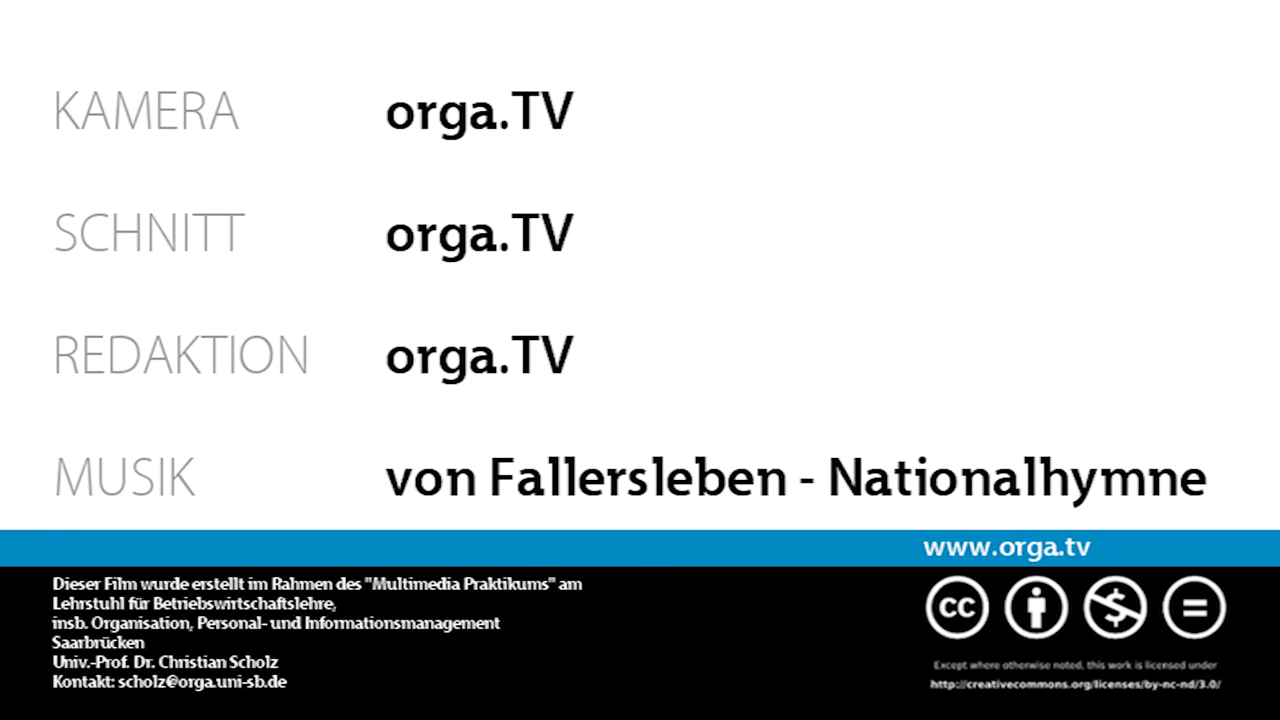 KAMERA orga.TV
SCHNITT orga.TV
REDAKTION orga.TV
MUSIK von Fallersleben - Nationalhymne
www.orga.tv
Dieser Film wurde erstellt im Rahmen des "Multimedia Praktikums" am
Lehrstuhl für Betriebswirtschaftslehre,
insb. Organisation, Personal- und Informationsmanagement
Saarbrücken
Univ.-Prof. Dr. Christian Scholz
Kontakt: scholz@orga.uni-sb.de
cc $ =
Except where otherwise noted, this work is licensed under
http://creativecommons.org/licenses/by-nc-nd/3.0/